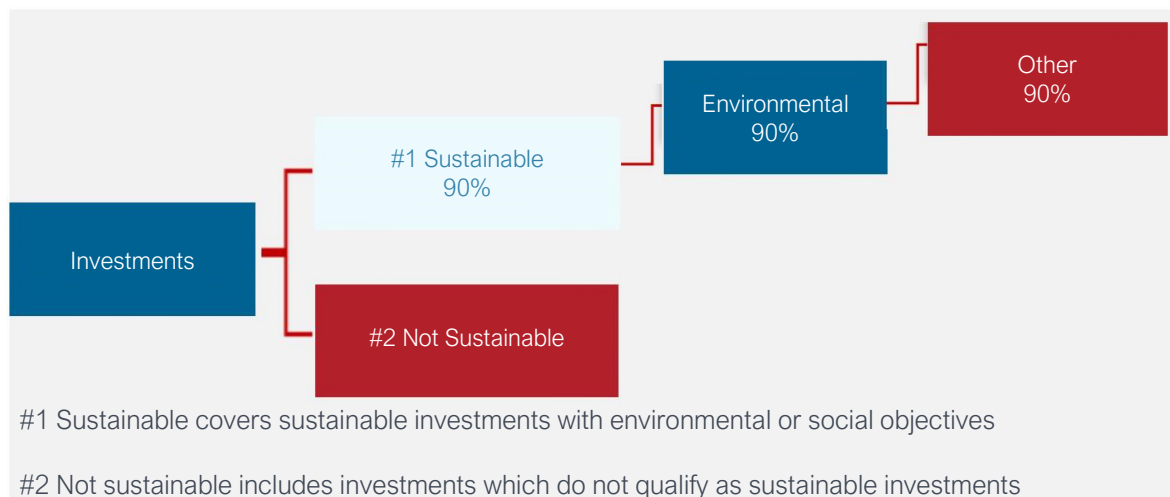 Other
90%
Environmental
90%
#1 Sustainable
90%
Investments
#2 Not Sustainable
#1 Sustainable covers sustainable investments with environmental or social objectives
#2 Not sustainable includes investments which do not qualify as sustainable investments